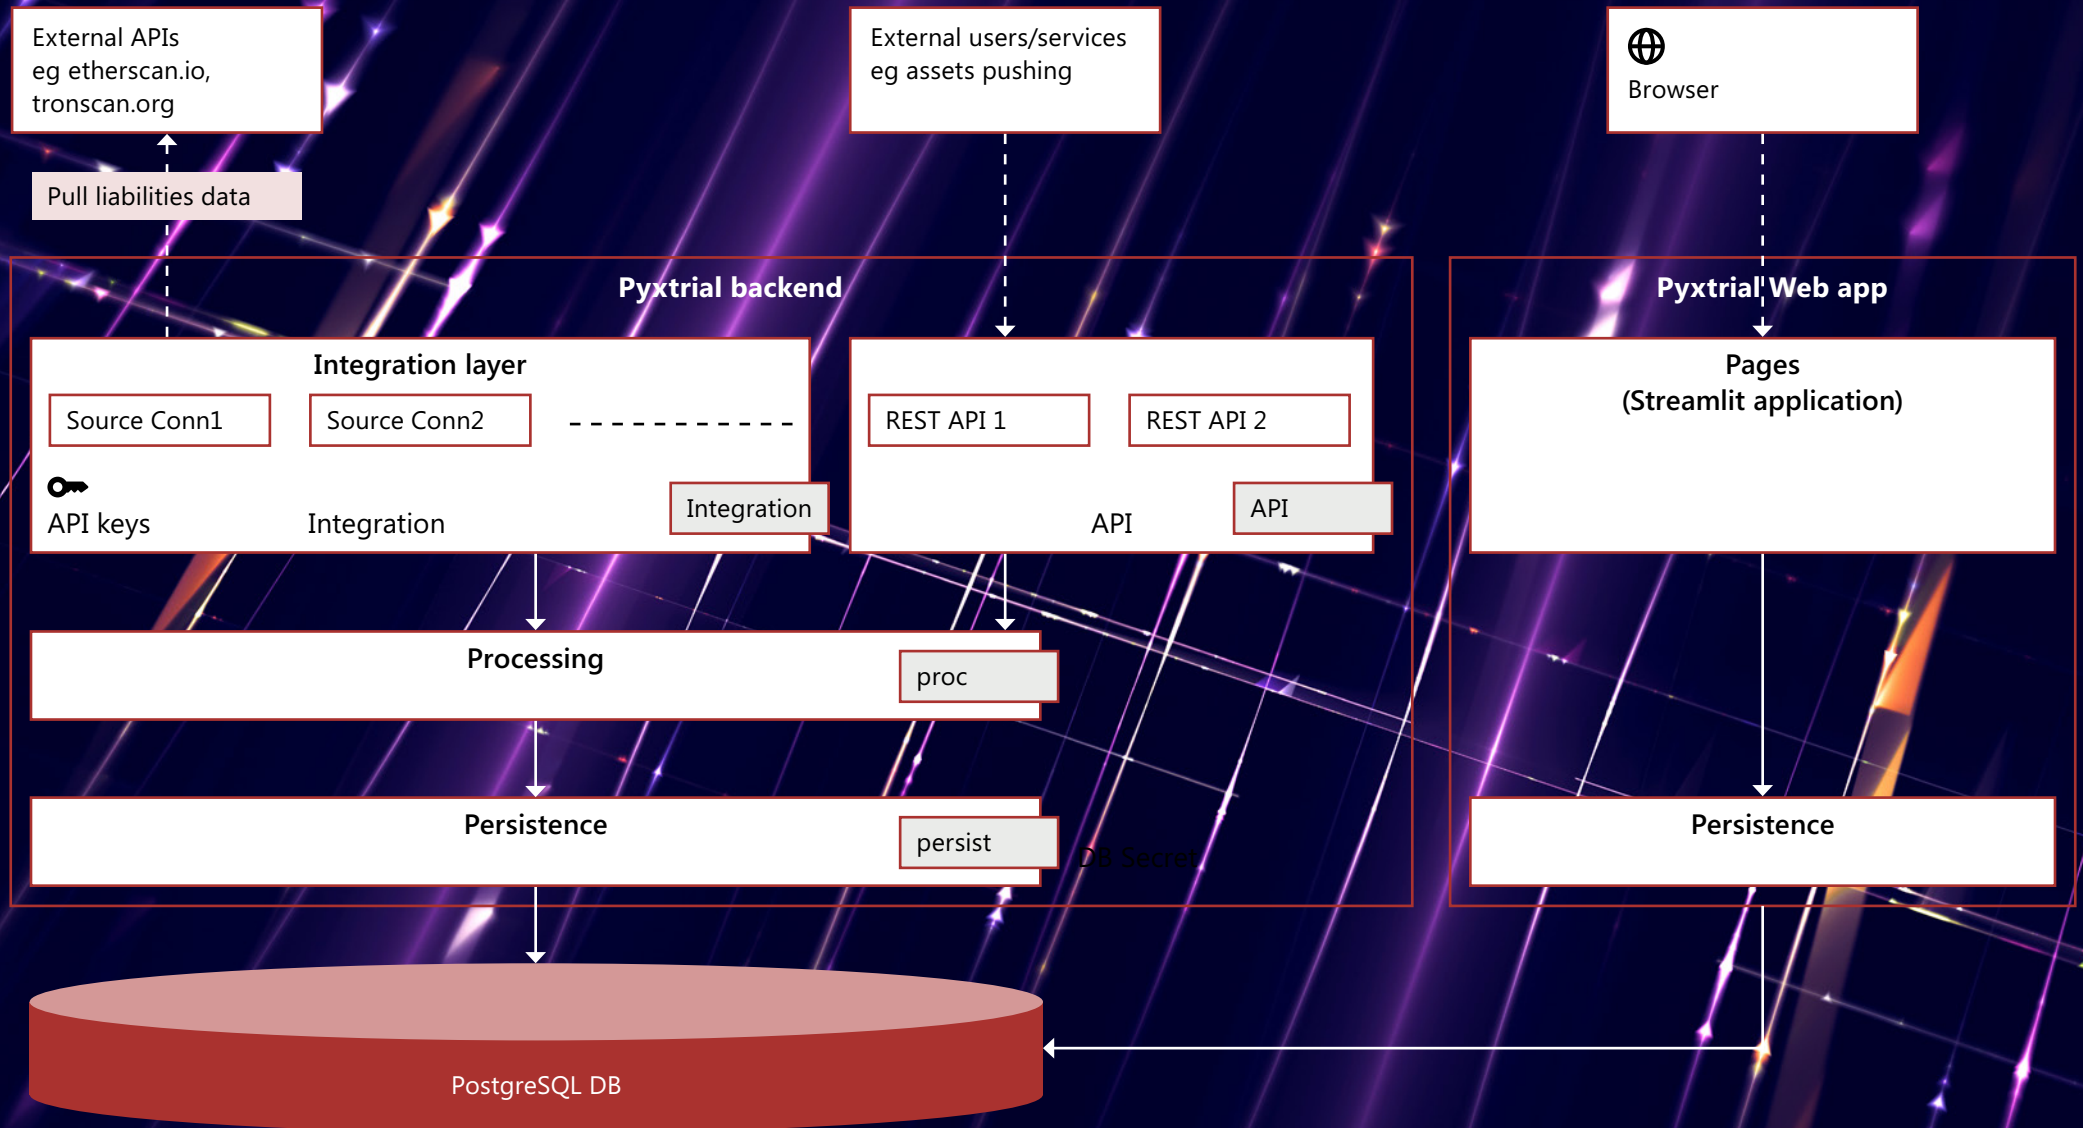 External APIs
eg etherscan.io,
tronscan.org
External users/services
eg assets pushing
Browser
Pull liabilities data
Pyxtrial backend
Pyxtrial Web app
Integration layer
Source Conn1
Source Conn2
API keys
Integration
Integration
REST API 1
REST API 2
API
API
Pages
(Streamlit application)
Processing
proc
Persistence
persist
DB Secret
Persistence
PostgreSQL DB